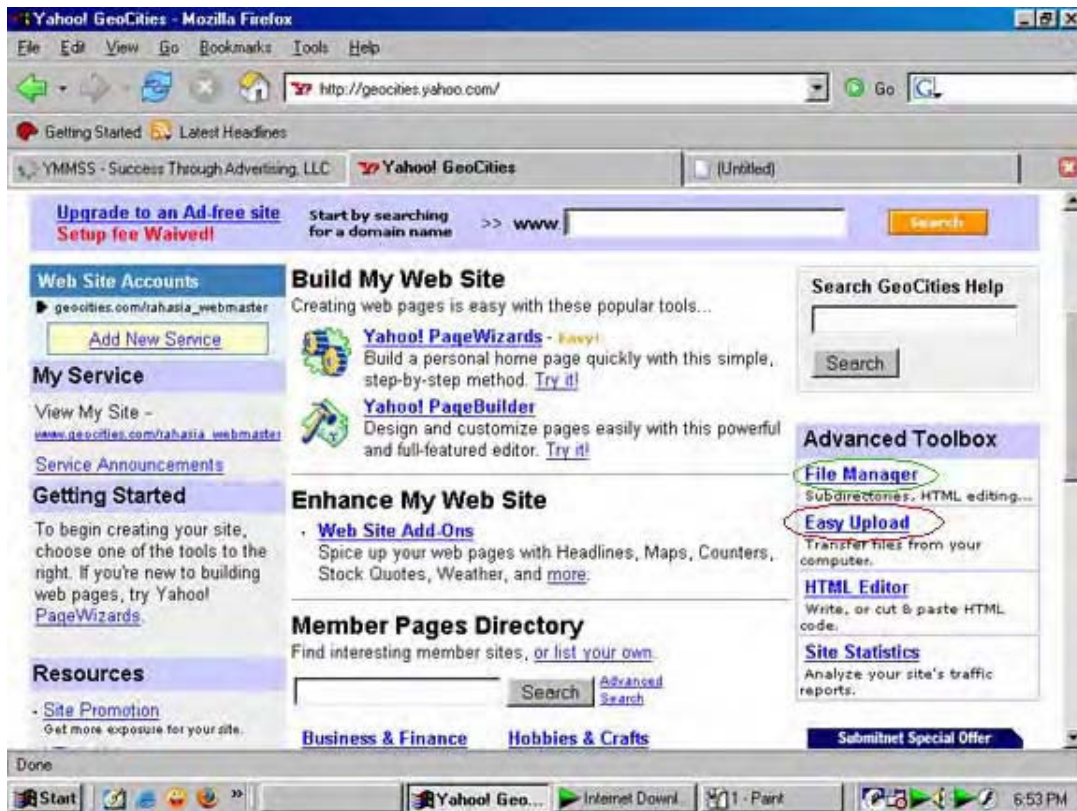 Yahoo! GeoCities - Mozilla Firefox
File Edit View Go Bookmarks Tools Help
http://geocities.yahoo.com/
Go
Getting Started Latest Headlines
YMMSS - Success Through Advertising, LLC
Yahoo! GeoCities
(Untitled)
Upgrade to an Ad-free site
Setup fee Waived!
Start by searching
for a domain name
>> www.
Search
Web Site Accounts
geocities.com/rahasia_webmaster
Add New Service
My Service
View My Site -
www.geocities.com/rahasia_webmaster
Service Announcements
Getting Started
To begin creating your site,
choose one of the tools to the
right. If you're new to building
web pages, try Yahoo!
PageWizards.
Resources
- Site Promotion
Get more exposure for your site.
Build My Web Site
Creating web pages is easy with these popular tools...
Yahoo! PageWizards - Easy!
Build a personal home page quickly with this simple,
step-by-step method. Try it!
Yahoo! PageBuilder
Design and customize pages easily with this powerful
and full-featured editor. Try it!
Enhance My Web Site
· Web Site Add-Ons
Spice up your web pages with Headlines, Maps, Counters,
Stock Quotes, Weather, and more.
Member Pages Directory
Find interesting member sites, or list your own.
Search
Advanced
Search
Business & Finance
Hobbies & Crafts
Search GeoCities Help
Search
Advanced Toolbox
File Manager
Subdirectories, HTML editing...
Easy Upload
Transfer files from your
computer.
HTML Editor
Write, or cut & paste HTML
code.
Site Statistics
Analyze your site's traffic
reports.
Submitnet Special Offer
Done
Start
Yahoo! Geo...
Internet Downl...
1 - Paint
6:53 PM